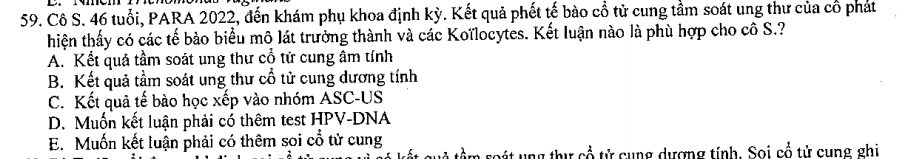 59. Cô S. 46 tuổi, PARA 2022, đến khám phụ khoa định kỳ. Kết quả phết tế bào cổ tử cung tầm soát ung thư của cô phát
hiện thấy có các tế bào biểu mô lát trưởng thành và các Koïlocytes. Kết luận nào là phù hợp cho cô S.?
A. Kết quả tầm soát ung thư cổ tử cung âm tính
B. Kết quả tầm soát ung thư cổ tử cung dương tính
C. Kết quả tế bào học xếp vào nhóm ASC-US
D. Muốn kết luận phải có thêm test HPV-DNA
E. Muốn kết luận phải có thêm soi cổ tử cung
có kết quả tầm soát ung thư cổ tử cung dương tính. Soi cổ tử cung ghi